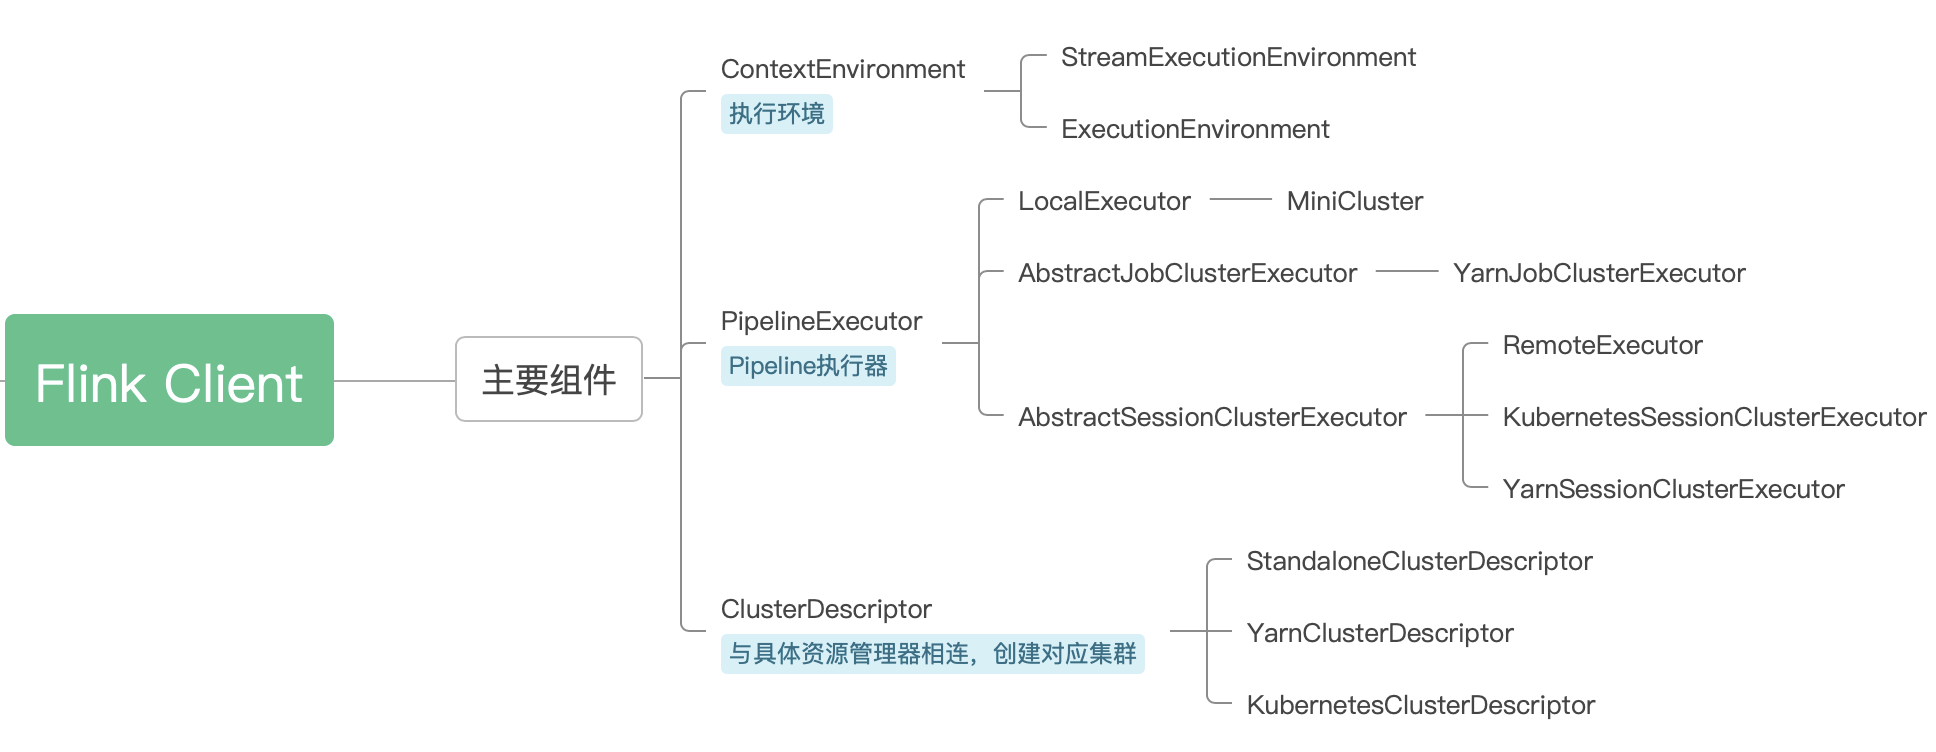 Flink Client
主要组件
ContextEnvironment
执行环境
StreamExecutionEnvironment
ExecutionEnvironment
PipelineExecutor
Pipeline执行器
LocalExecutor
MiniCluster
AbstractJobClusterExecutor
YarnJobClusterExecutor
AbstractSessionClusterExecutor
RemoteExecutor
KubernetesSessionClusterExecutor
YarnSessionClusterExecutor
ClusterDescriptor
与具体资源管理器相连，创建对应集群
StandaloneClusterDescriptor
YarnClusterDescriptor
KubernetesClusterDescriptor